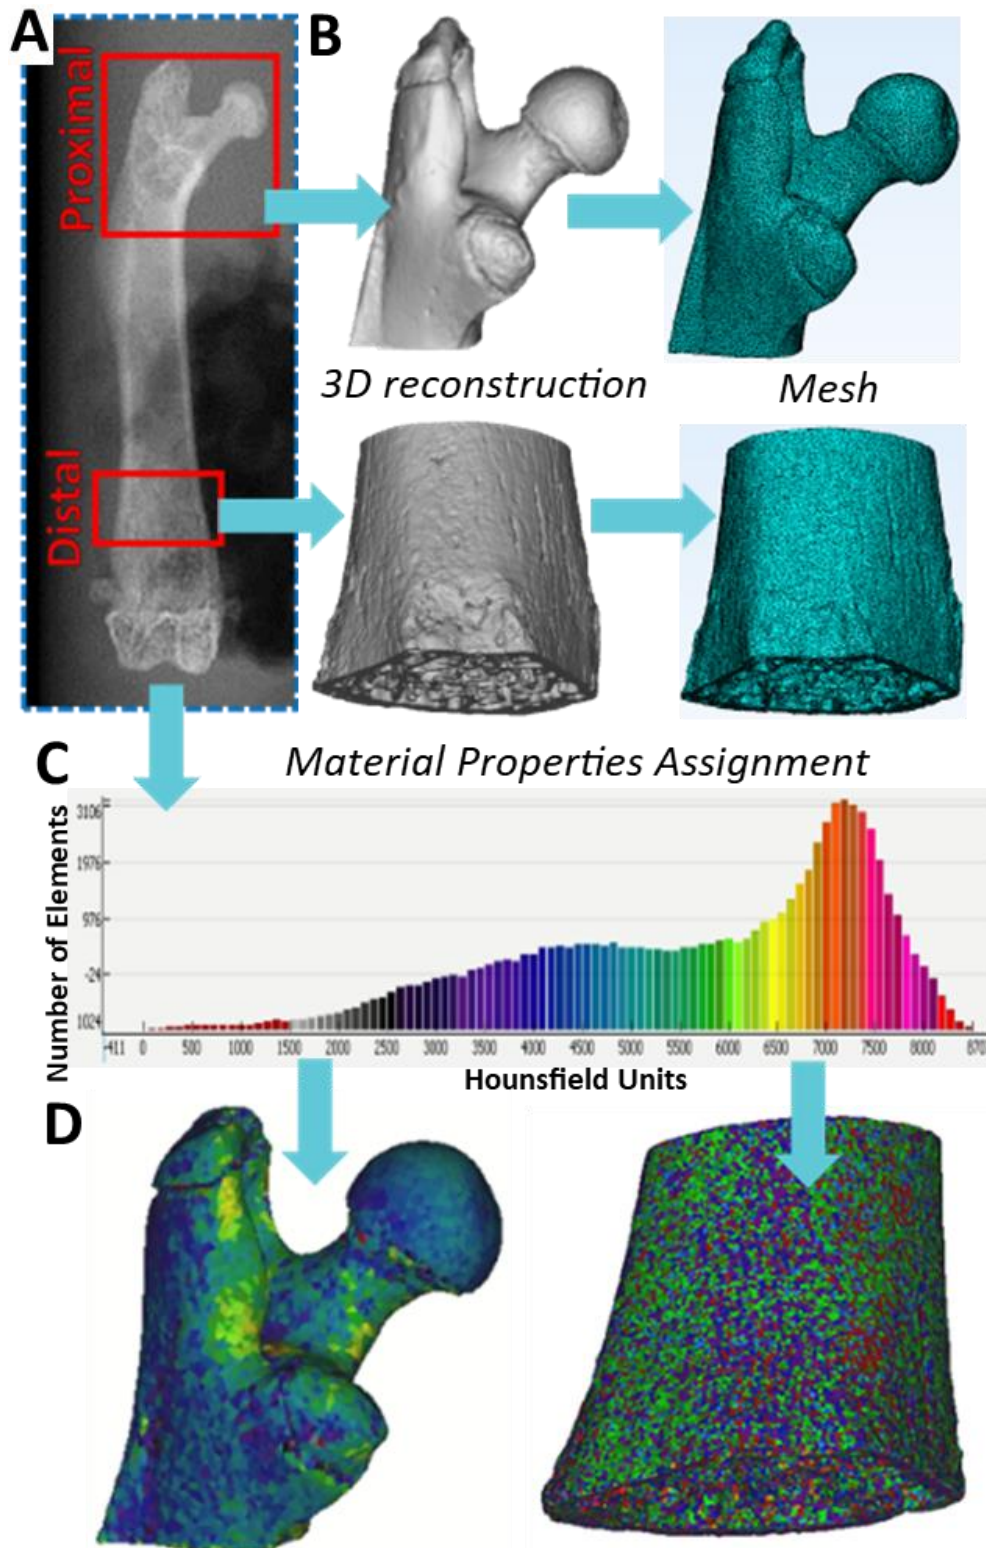 A
B
Proximal
3D reconstruction
Mesh
Distal
C
Material Properties Assignment
Number of Elements
3106
1976
976
-24
1024
-411 0 500 1000 1500 2000 2500 3000 3500 4000 4500 5000 5500 6000 6500 7000 7500 8000 870
Hounsfield Units
D